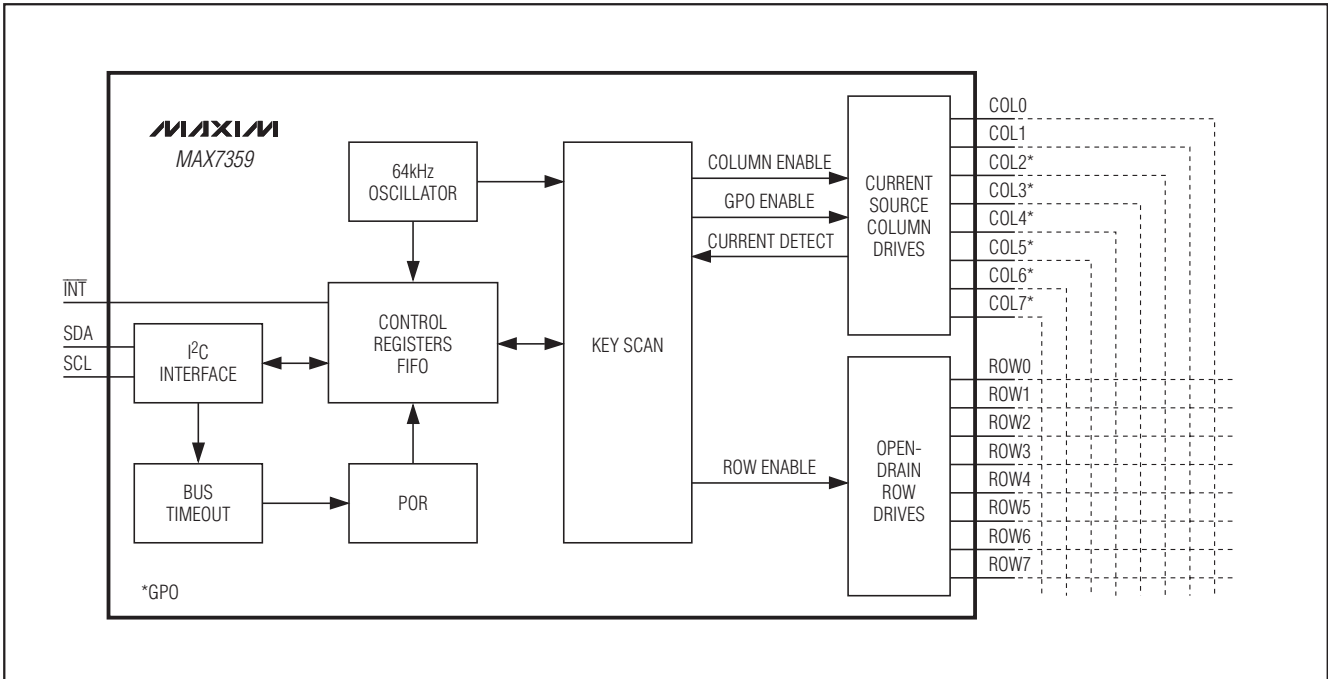 MAXIM
MAX7359
64kHz
OSCILLATOR
INT
SDA
SCL
I²C
INTERFACE
CONTROL
REGISTERS
FIFO
BUS
TIMEOUT
POR
KEY SCAN
COLUMN ENABLE
GPO ENABLE
CURRENT DETECT
ROW ENABLE
CURRENT
SOURCE
COLUMN
DRIVES
OPEN-
DRAIN
ROW
DRIVES
COL0
COL1
COL2*
COL3*
COL4*
COL5*
COL6*
COL7*
ROW0
ROW1
ROW2
ROW3
ROW4
ROW5
ROW6
ROW7
*GPO